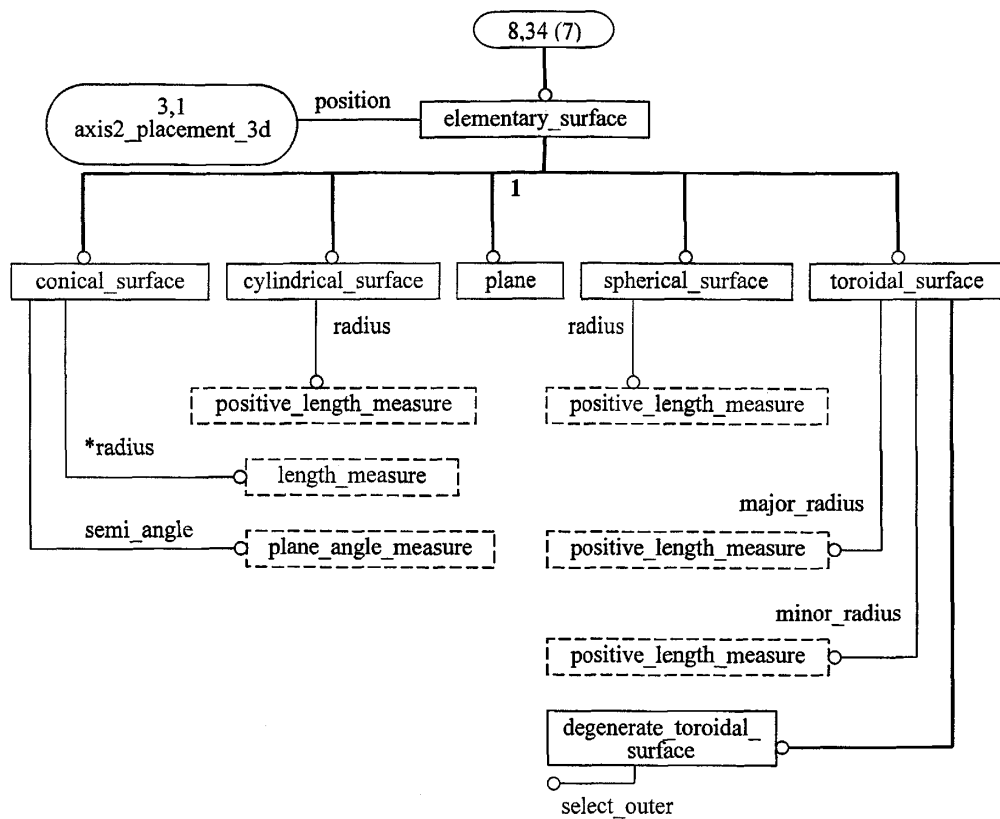 8,34 (7)
3,1
axis2_placement_3d
position
elementary_surface
1
conical_surface
cylindrical_surface
plane
spherical_surface
toroidal_surface
radius
radius
positive_length_measure
positive_length_measure
*radius
length_measure
major_radius
semi_angle
plane_angle_measure
positive_length_measure
minor_radius
positive_length_measure
degenerate_toroidal_
surface
select_outer